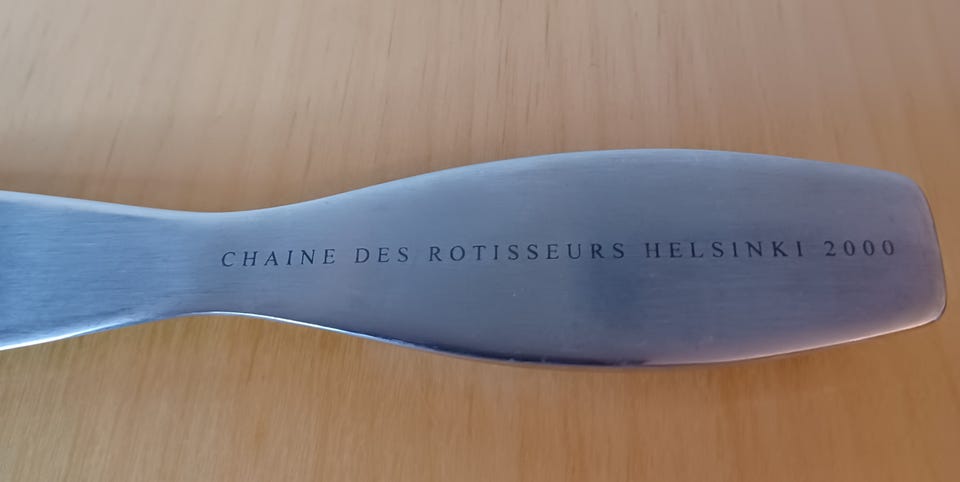 CHAINE DES ROTISSEURS HELSINKI 2000